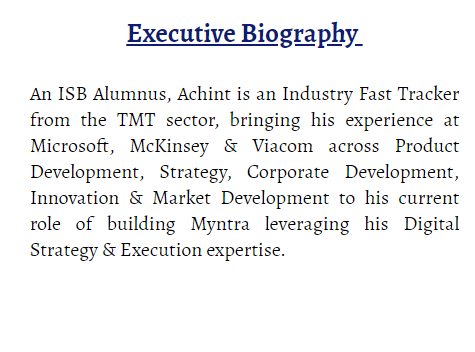 Executive Biography
An ISB Alumnus, Achint is an Industry Fast Tracker
from the TMT sector, bringing his experience at
Microsoft, McKinsey & Viacom across Product
Development, Strategy, Corporate Development,
Innovation & Market Development to his current
role of building Myntra leveraging his Digital
Strategy & Execution expertise.